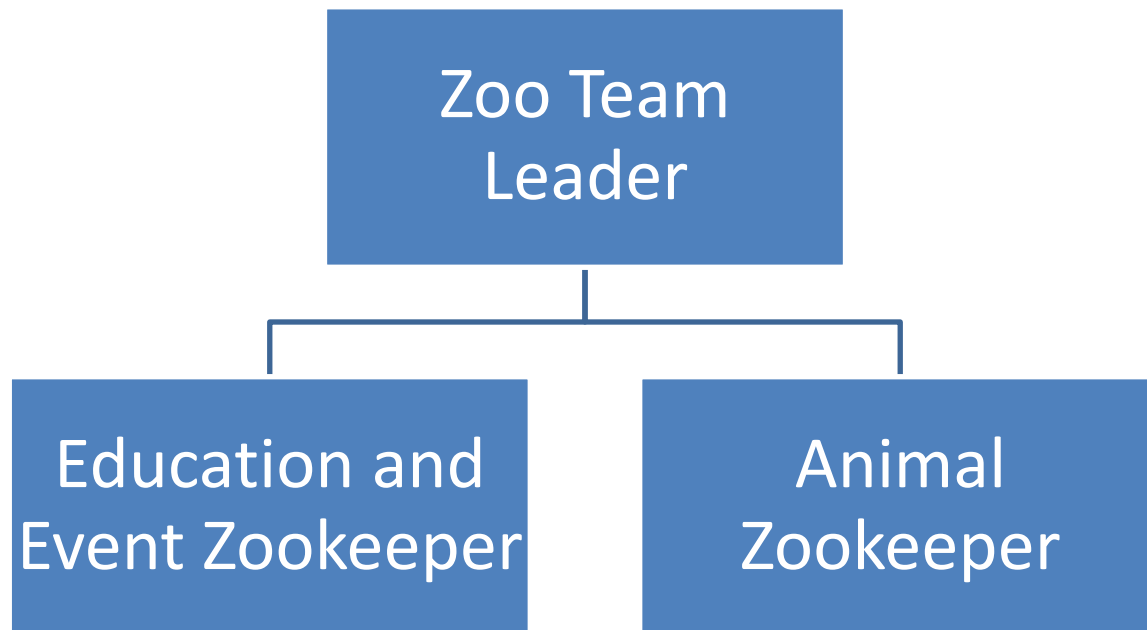 Zoo Team
Leader
Education and
Event Zookeeper
Animal
Zookeeper